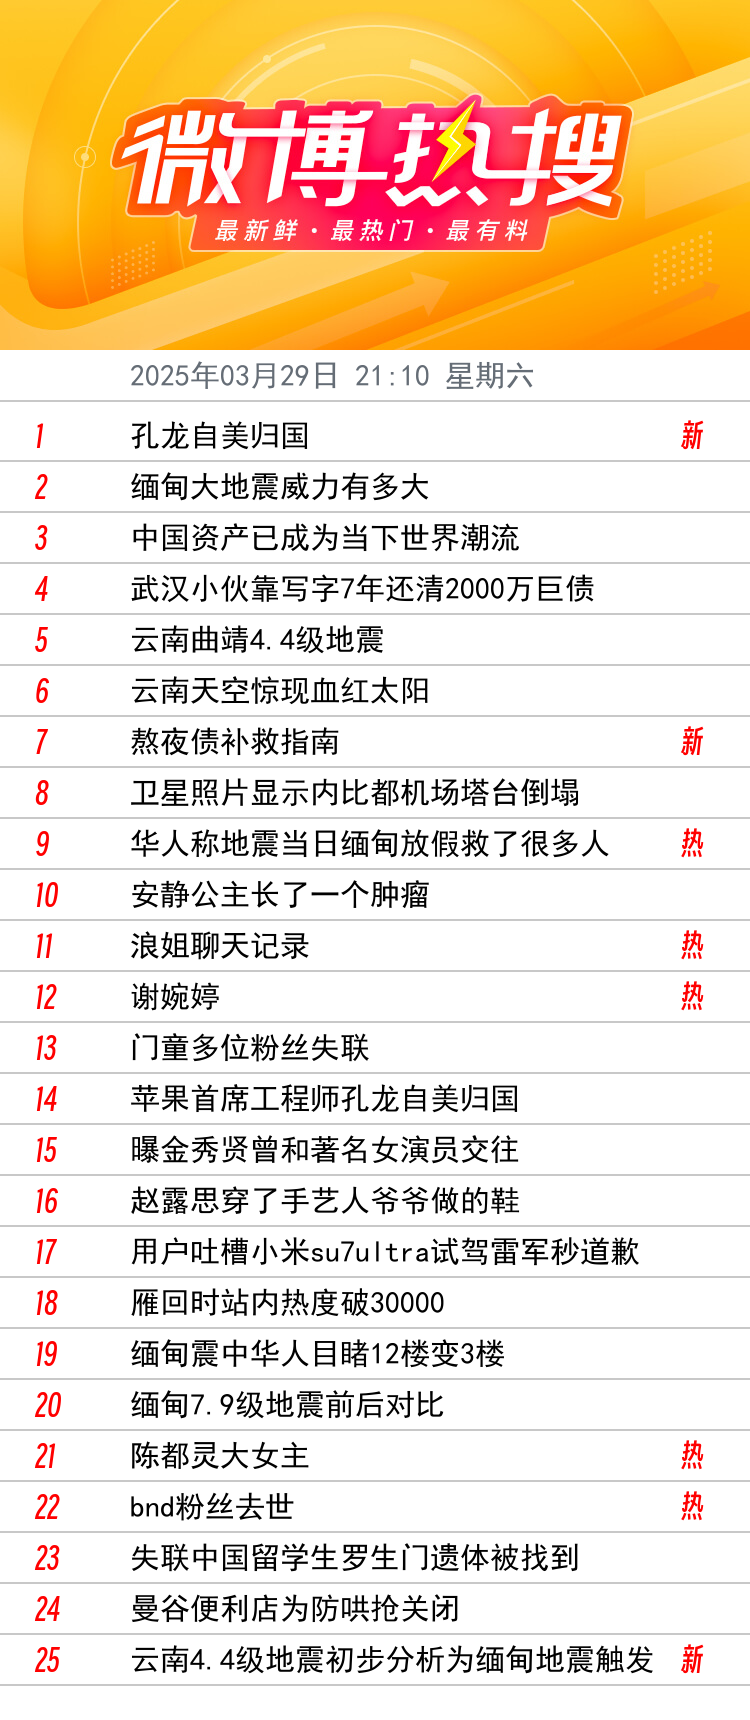 微博热搜
最新鲜·最热门·最有料
2025年03月29日 21:10 星期六
1 孔龙自美归国 新
2 缅甸大地震威力有多大
3 中国资产已成为当下世界潮流
4 武汉小伙靠写字7年还清2000万巨债
5 云南曲靖4.4级地震
6 云南天空惊现血红太阳
7 熬夜债补救指南 新
8 卫星照片显示内比都机场塔台倒塌
9 华人称地震当日缅甸放假救了很多人 热
10 安静公主长了一个肿瘤
11 浪姐聊天记录 热
12 谢婉婷 热
13 门童多位粉丝失联
14 苹果首席工程师孔龙自美归国
15 曝金秀贤曾和著名女演员交往
16 赵露思穿了手艺人爷爷做的鞋
17 用户吐槽小米su7ultra试驾雷军秒道歉
18 雁回时站内热度破30000
19 缅甸震中华人目睹12楼变3楼
20 缅甸7.9级地震前后对比
21 陈都灵大女主 热
22 bnd粉丝去世 热
23 失联中国留学生罗生门遗体被找到
24 曼谷便利店为防哄抢关闭
25 云南4.4级地震初步分析为缅甸地震触发 新